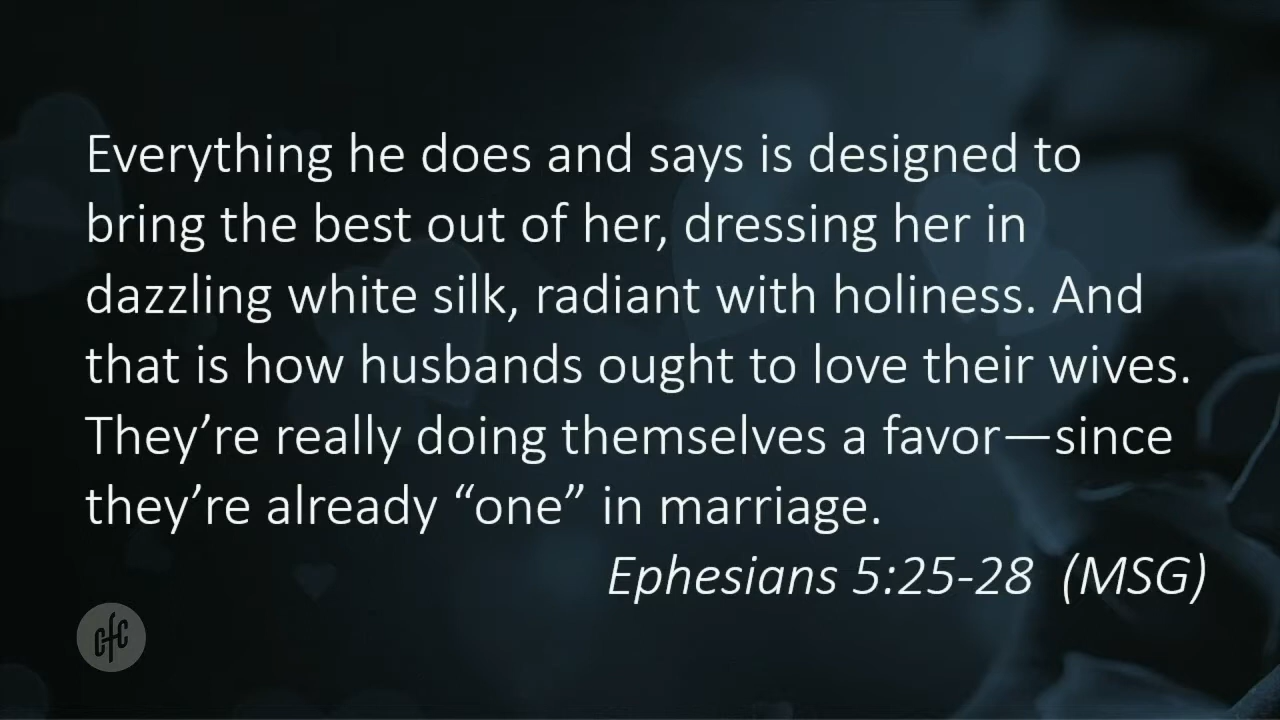 Everything he does and says is designed to
bring the best out of her, dressing her in
dazzling white silk, radiant with holiness. And
that is how husbands ought to love their wives.
They’re really doing themselves a favor—since
they’re already “one” in marriage.
Ephesians 5:25-28 (MSG)
cfc